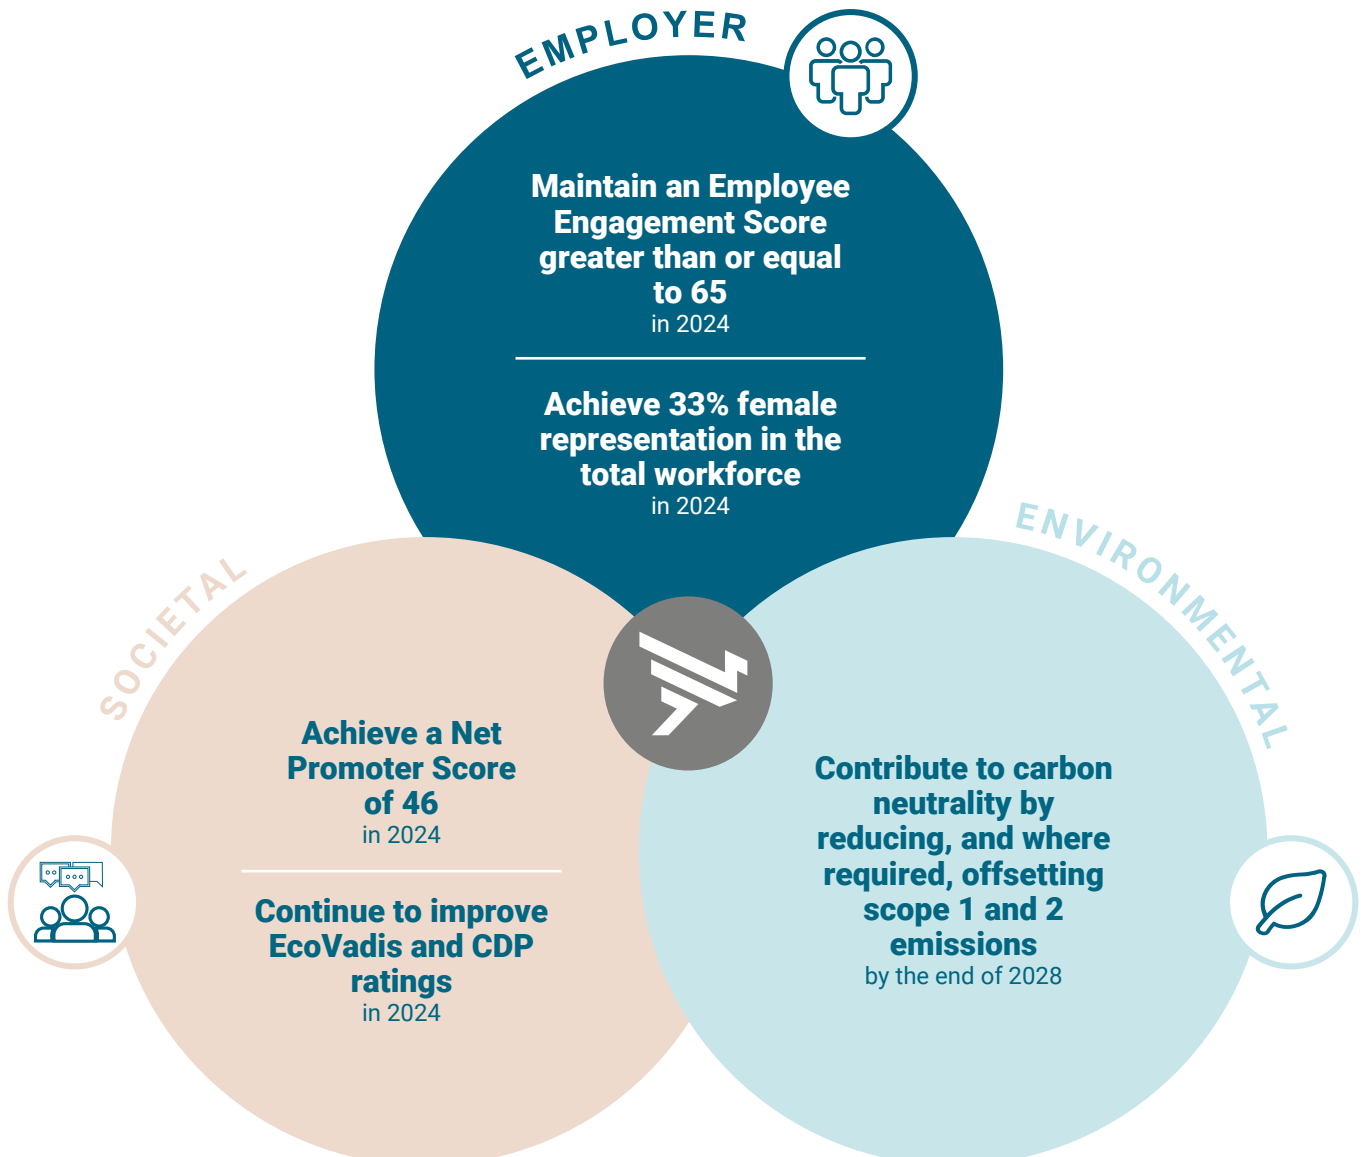 EMPLOYER
Maintain an Employee
Engagement Score
greater than or equal
to 65
in 2024
Achieve 33% female
representation in the
total workforce
in 2024
SOCIETAL
Achieve a Net
Promoter Score
of 46
in 2024
Continue to improve
EcoVadis and CDP
ratings
in 2024
ENVIRONMENTAL
Contribute to carbon
neutrality by
reducing, and where
required, offsetting
scope 1 and 2
emissions
by the end of 2028